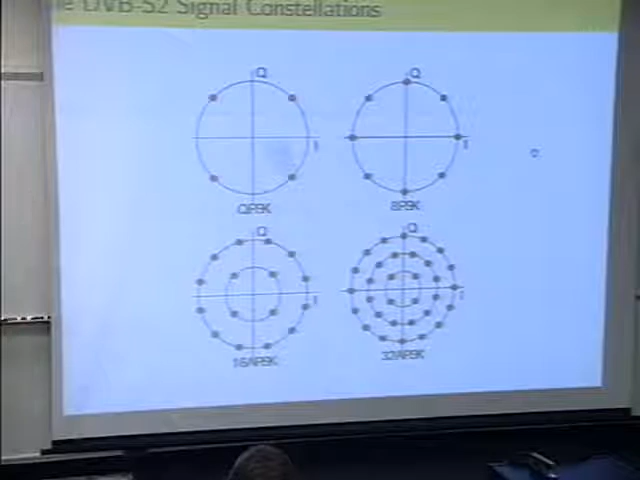 e DVB-S2 Signal Constellations
Q
Q
I
I
QPSK
8PSK
Q
Q
I
I
16APSK
32APSK